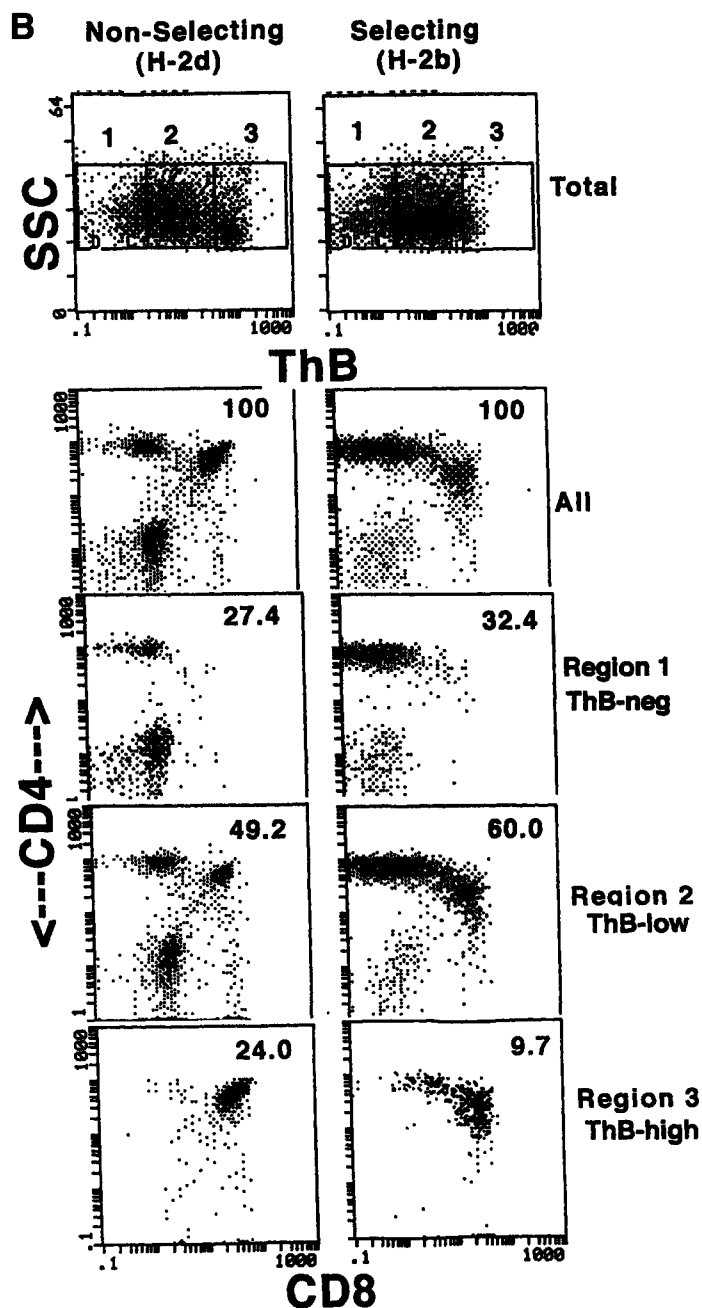 B
Non-Selecting
(H-2d)
Selecting
(H-2b)
SSC
64
0
1 2 3
1 2 3
Total
.1 1000
.1 1000
ThB
1000
100
100
All
1000
1
27.4
32.4
Region 1
ThB-neg
<---CD4--->
1000
1
49.2
60.0
Region 2
ThB-low
1000
.1
24.0
9.7
Region 3
ThB-high
.1 1000
.1 1000
CD8